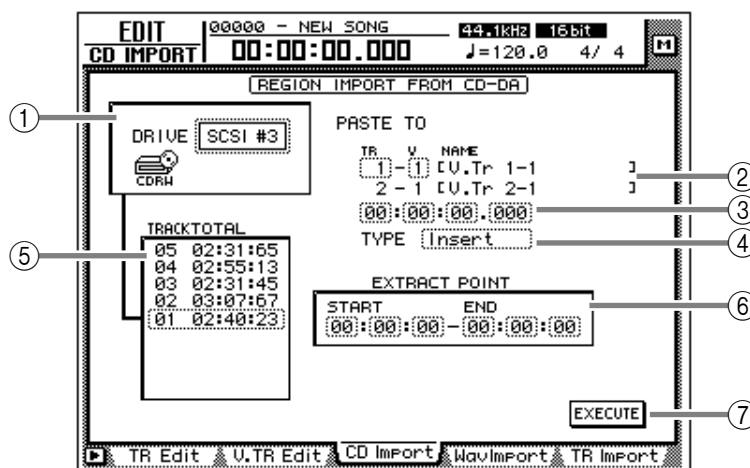 EDIT
CD IMPORT
00000 - NEW SONG
00:00:00.000
44.1kHz 16bit
♩=120.0 4/ 4
M
REGION IMPORT FROM CD-DA
1
DRIVE SCSI #3
CDRW
PASTE TO
TR V NAME
1-1 [V.Tr 1-1 ]
2-1 [V.Tr 2-1 ]
2
00:00:00.000
3
TYPE Insert
4
TRACK TOTAL
5
05 02:31:65
04 02:55:13
03 02:31:45
02 03:07:67
01 02:40:23
EXTRACT POINT
START END
00:00:00-00:00:00
6
EXECUTE
7
TR Edit V.TR Edit CD Import WavImport TR Import